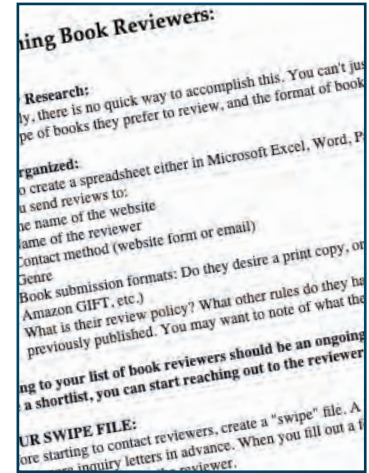 ing Book Reviewers:
Research:
ly, there is no quick way to accomplish this. You can't jus
pe of books they prefer to review, and the format of book
rganized:
o create a spreadsheet either in Microsoft Excel, Word, P
u send reviews to:
e name of the website
ame of the reviewer
Contact method (website form or email)
Genre
Book submission formats: Do they desire a print copy, or
Amazon GIFT, etc.)
What is their review policy? What other rules do they ha
previously published. You may want to note of what the
ng to your list of book reviewers should be an ongoing
a shortlist, you can start reaching out to the reviewer
UR SWIPE FILE:
ore starting to contact reviewers, create a "swipe" file. A
inquiry letters in advance. When you fill out a f
reviewer.